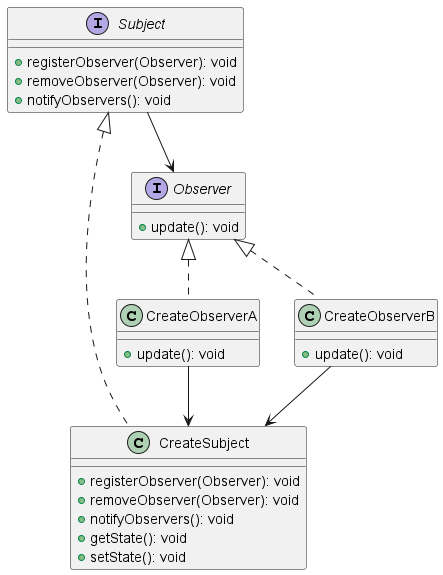 I Subject
registerObserver(Observer): void
removeObserver(Observer): void
notifyObservers(): void
I Observer
update(): void
C CreateObserverA
update(): void
C CreateObserverB
update(): void
C CreateSubject
registerObserver(Observer): void
removeObserver(Observer): void
notifyObservers(): void
getState(): void
setState(): void